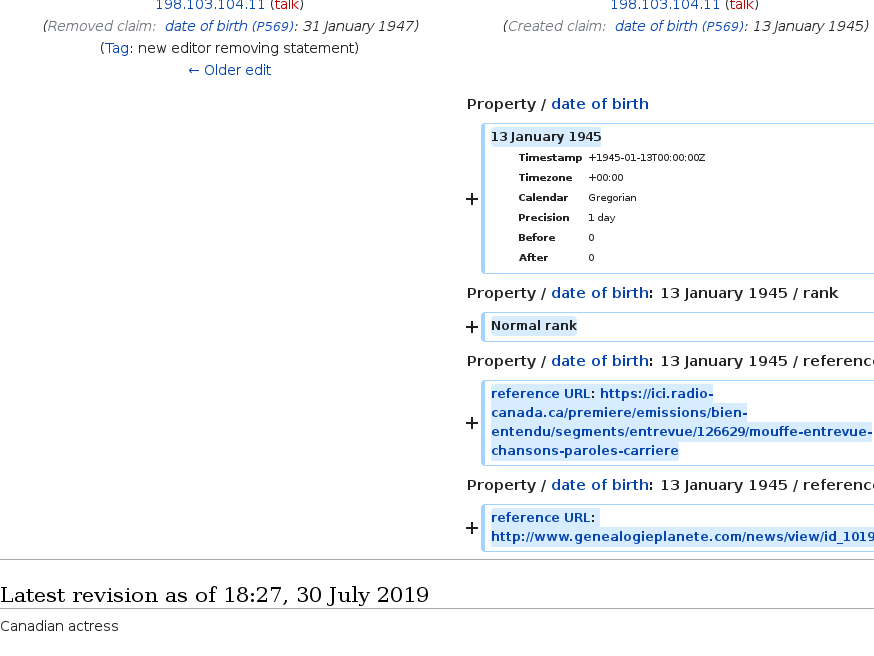 198.103.104.11 (talk)
(Removed claim: date of birth (P569): 31 January 1947)
(Tag: new editor removing statement)
← Older edit
198.103.104.11 (talk)
(Created claim: date of birth (P569): 13 January 1945)
Property / date of birth
+
13 January 1945
Timestamp +1945-01-13T00:00:00Z
Timezone +00:00
Calendar Gregorian
Precision 1 day
Before 0
After 0
Property / date of birth: 13 January 1945 / rank
+
Normal rank
Property / date of birth: 13 January 1945 / reference
+
reference URL: https://ici.radio-
canada.ca/premiere/emissions/bien-
entendu/segments/entrevue/126629/mouffe-entrevue-
chansons-paroles-carriere
Property / date of birth: 13 January 1945 / reference
+
reference URL:
http://www.genealogieplanete.com/news/view/id_1019
Latest revision as of 18:27, 30 July 2019
Canadian actress